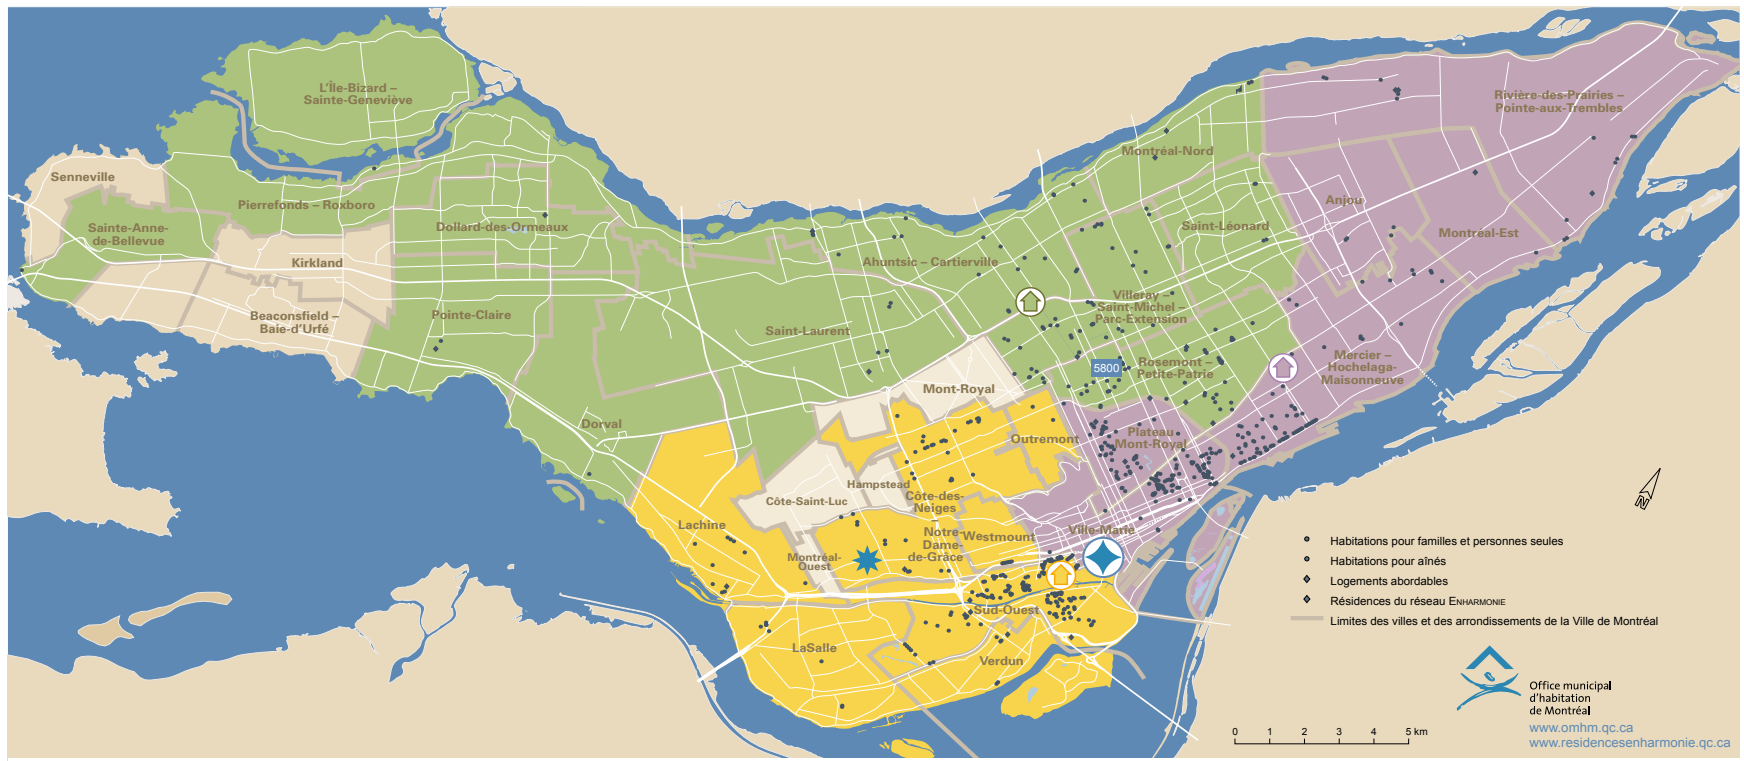 L'Île-Bizard –
Sainte-Geneviève
Rivière-des-Prairies –
Pointe-aux-Trembles
Montréal-Nord
Senneville
Pierrefonds – Roxboro
Anjou
Sainte-Anne-
de-Bellevue
Dollard-des-Ormeaux
Saint-Léonard
Montréal-Est
Kirkland
Ahuntsic – Cartierville
Beaconsfield –
Baie-d'Urfé
Pointe-Claire
Villeray –
Saint-Michel –
Parc-Extension
Saint-Laurent
5800
Rosemont –
Petite-Patrie
Mercier –
Hochelaga-
Maisonneuve
Mont-Royal
Dorval
Outremont
Plateau
Mont-Royal
Hampstead
Côte-Saint-Luc
Côte-des-
Neiges
Lachine
Notre-
Dame-
de-Grâce
Westmount
Ville-Marie
Montréal-
Ouest
Sud-Ouest
LaSalle
Verdun
N
Habitations pour familles et personnes seules
Habitations pour aînés
Logements abordables
Résidences du réseau ENHARMONIE
Limites des villes et des arrondissements de la Ville de Montréal
Office municipal
d'habitation
de Montréal
www.omhm.qc.ca
www.residencesenharmonie.qc.ca
0 1 2 3 4 5 km